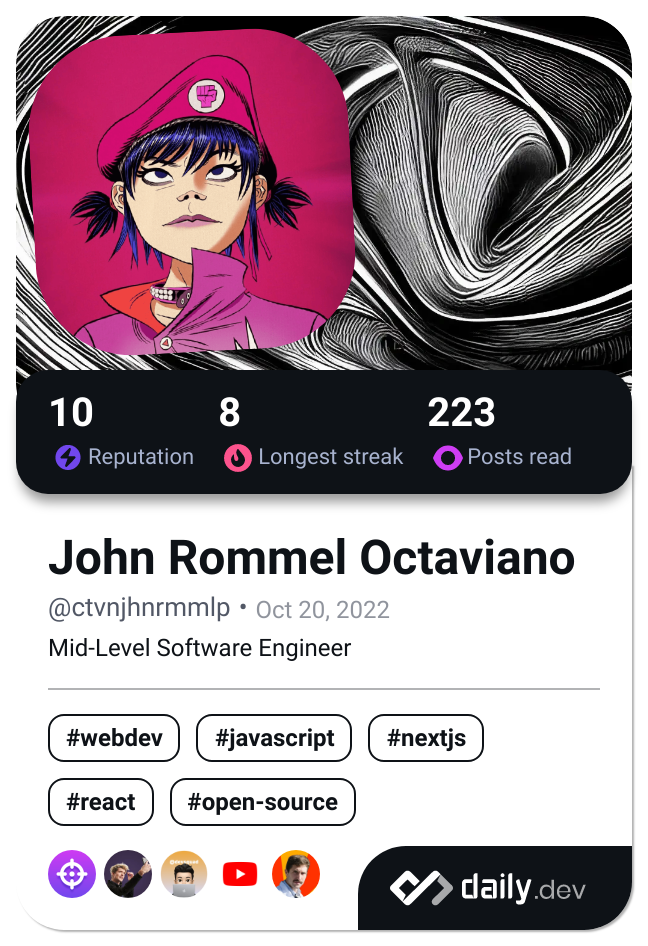 10 8 223
Reputation Longest streak Posts read
John Rommel Octaviano
@ctvnjhnrmmlp • Oct 20, 2022
Mid-Level Software Engineer
#webdev #javascript #nextjs
#react #open-source
daily.dev